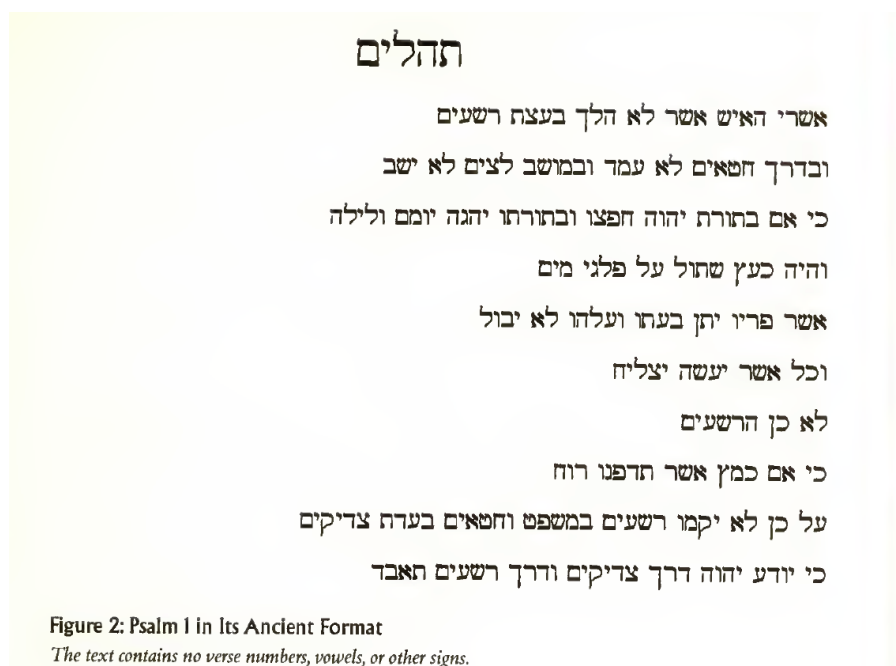 תהלים
אשרי האיש אשר לא הלך בעצת רשעים
ובדרך חטאים לא עמד ובמושב לצים לא ישב
כי אם בתורת יהוה חפצו ובתורתו יהגה יומם ולילה
והיה כעץ שתול על פלגי מים
אשר פריו יתן בעתו ועלהו לא יבול
וכל אשר יעשה יצליח
לא כן הרשעים
כי אם כמץ אשר תדפנו רוח
על כן לא יקמו רשעים במשפט וחטאים בעדת צדיקים
כי יודע יהוה דרך צדיקים ודרך רשעים תאבד
Figure 2: Psalm 1 in Its Ancient Format
The text contains no verse numbers, vowels, or other signs.